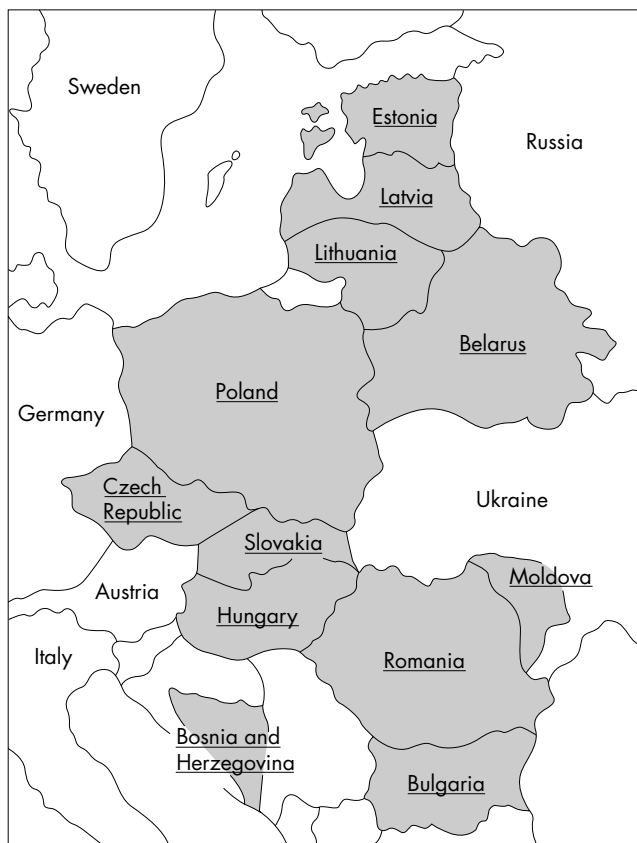 Sweden
Estonia
Russia
Latvia
Lithuania
Belarus
Poland
Germany
Czech
Republic
Ukraine
Slovakia
Moldova
Austria
Hungary
Italy
Romania
Bosnia and
Herzegovina
Bulgaria